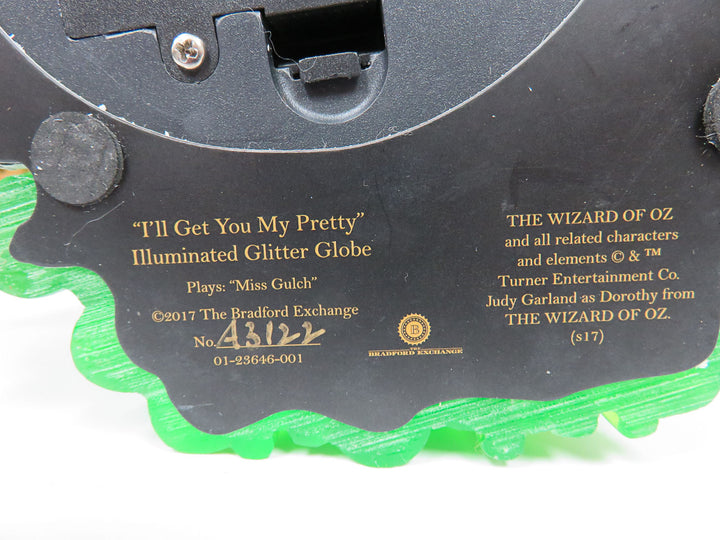 “I'll Get You My Pretty”
Illuminated Glitter Globe
Plays: “Miss Gulch”
©2017 The Bradford Exchange
No. A3122
01-23646-001
B
THE
BRADFORD EXCHANGE
THE WIZARD OF OZ
and all related characters
and elements © & ™
Turner Entertainment Co.
Judy Garland as Dorothy from
THE WIZARD OF OZ.
(s17)